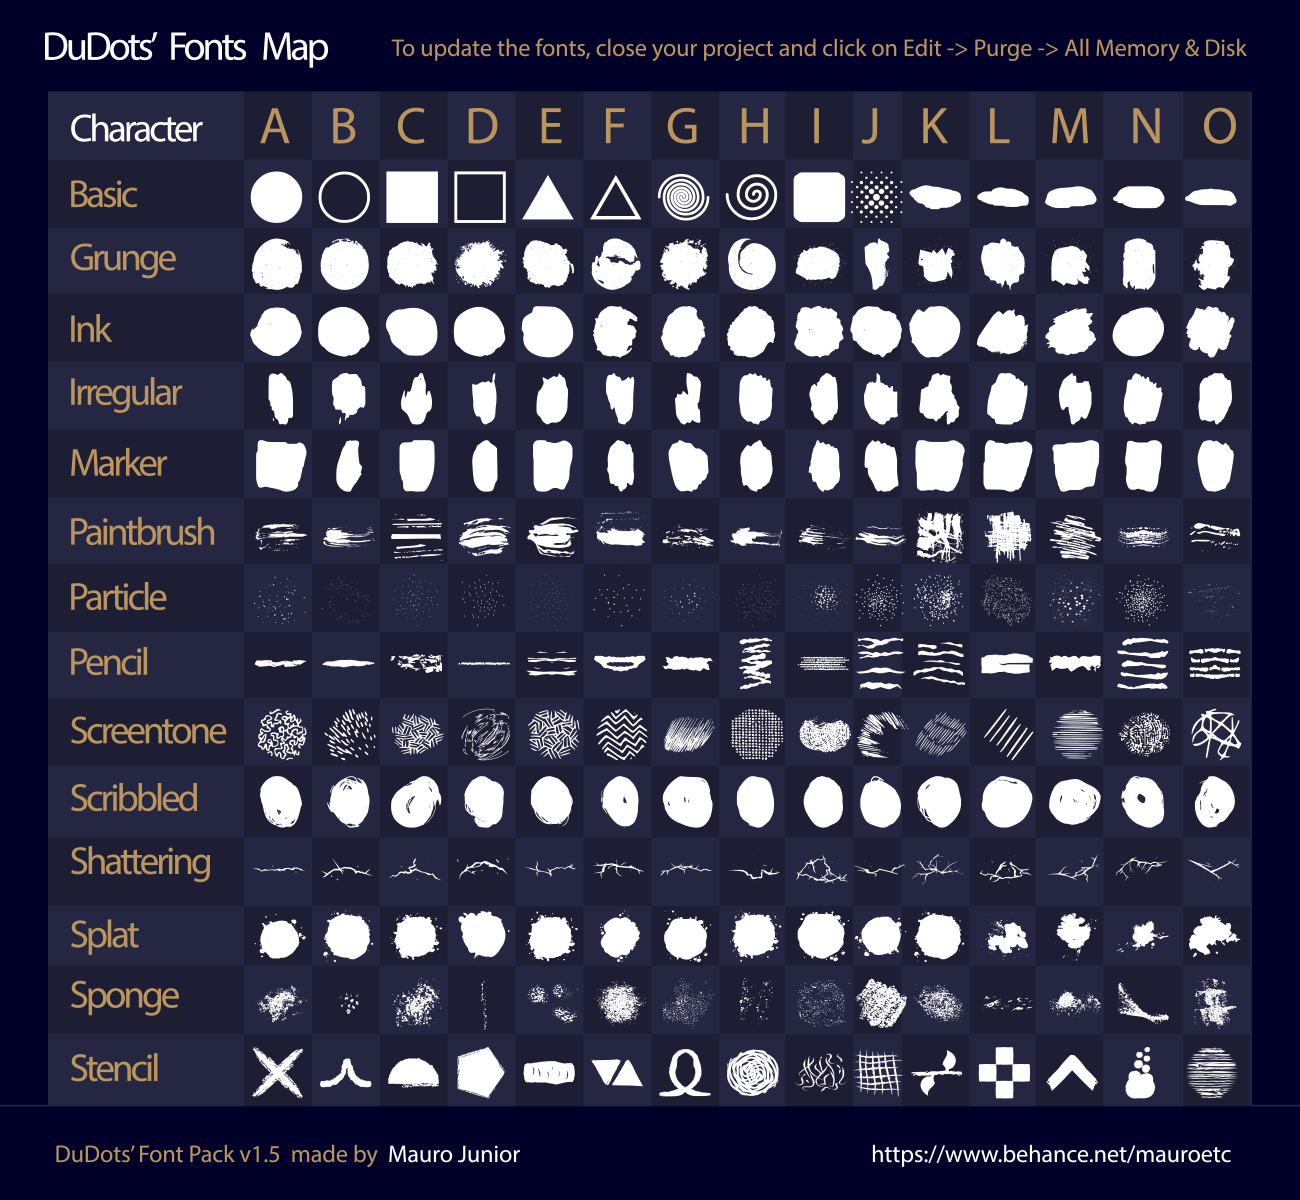 DuDots’ Fonts Map
To update the fonts, close your project and click on Edit -> Purge -> All Memory & Disk
Character A B C D E F G H I J K L M N O
Basic
Grunge
Ink
Irregular
Marker
Paintbrush
Particle
Pencil
Screentone
Scribbled
Shattering
Splat
Sponge
Stencil
DuDots’ Font Pack v1.5 made by Mauro Junior
https://www.behance.net/mauroetc